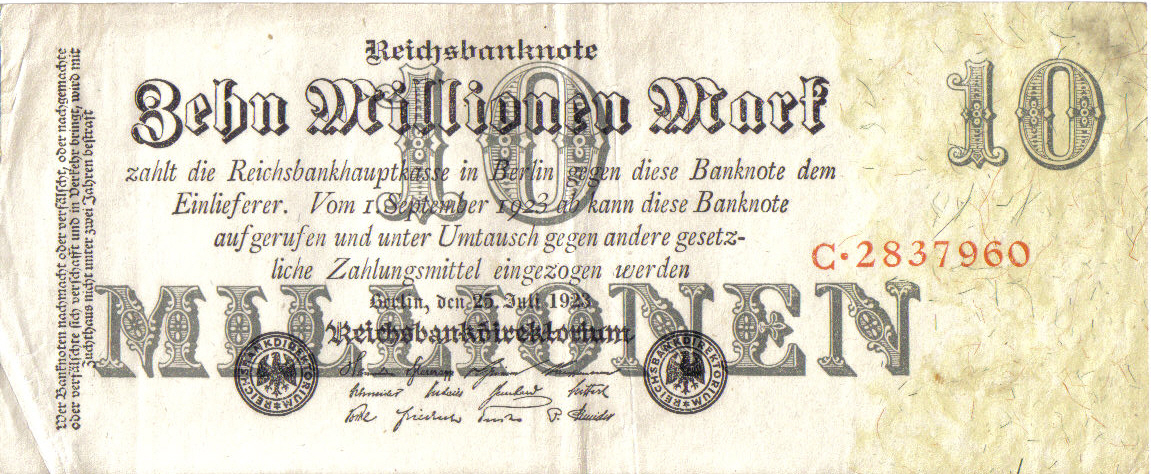 Reichsbanknote
Zehn Millionen Mark
10
10
zahlt die Reichsbankhauptkasse in Berlin gegen diese Banknote dem
Einlieferer. Vom 1. September 1923 ab kann diese Banknote
aufgerufen und unter Umtausch gegen andere gesetz-
liche Zahlungsmittel eingezogen werden
C·2837960
MILLIONEN
Berlin, den 25. Juli 1923
Reichsbankdirektorium
REICHSBANKDIREKTORIUM
REICHSBANKDIREKTORIUM
Wer Banknoten nachmacht oder verfälscht, oder nachgemachte
oder verfälschte sich verschafft und in Verkehr bringt, wird mit
Zuchthaus nicht unter zwei Jahren bestraft